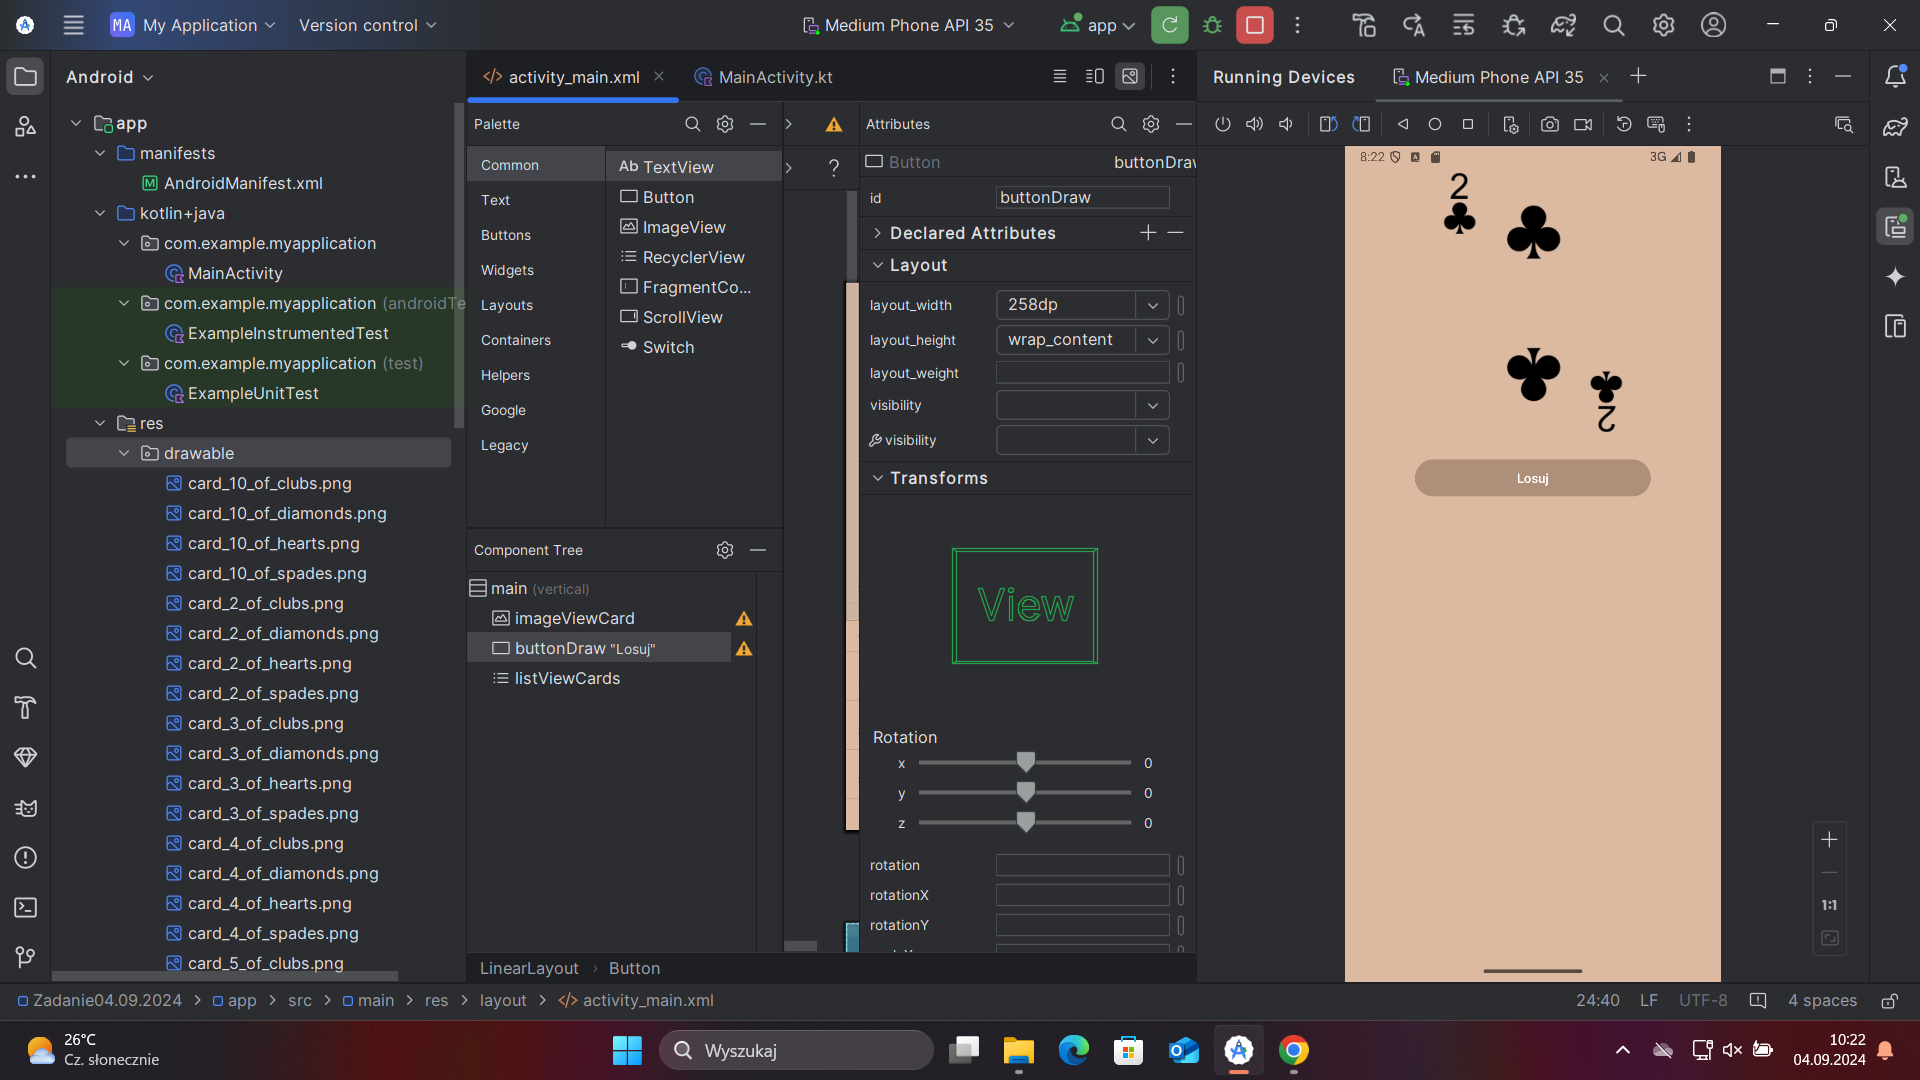 MA My Application
Version control
Medium Phone API 35
app
Android
app
manifests
AndroidManifest.xml
kotlin+java
com.example.myapplication
MainActivity
com.example.myapplication (androidTe
ExampleInstrumentedTest
com.example.myapplication (test)
ExampleUnitTest
res
drawable
card_10_of_clubs.png
card_10_of_diamonds.png
card_10_of_hearts.png
card_10_of_spades.png
card_2_of_clubs.png
card_2_of_diamonds.png
card_2_of_hearts.png
card_2_of_spades.png
card_3_of_clubs.png
card_3_of_diamonds.png
card_3_of_hearts.png
card_3_of_spades.png
card_4_of_clubs.png
card_4_of_diamonds.png
card_4_of_hearts.png
card_4_of_spades.png
card_5_of_clubs.png
activity_main.xml
MainActivity.kt
Palette
Common
Text
Buttons
Widgets
Layouts
Containers
Helpers
Google
Legacy
Ab TextView
Button
ImageView
RecyclerView
FragmentCo...
ScrollView
Switch
Component Tree
main (vertical)
imageViewCard
buttonDraw "Losuj"
listViewCards
?
Attributes
Button
buttonDraw
id
buttonDraw
Declared Attributes
Layout
layout_width
258dp
layout_height
wrap_content
layout_weight
visibility
visibility
Transforms
View
Rotation
x 0
y 0
z 0
rotation
rotationX
rotationY
LinearLayout > Button
Running Devices
Medium Phone API 35
8:22
3G
2
2
Losuj
1:1
Zadanie04.09.2024 > app > src > main > res > layout > activity_main.xml
24:40
LF
UTF-8
4 spaces
26°C
Cz. słonecznie
Wyszukaj
10:22
04.09.2024